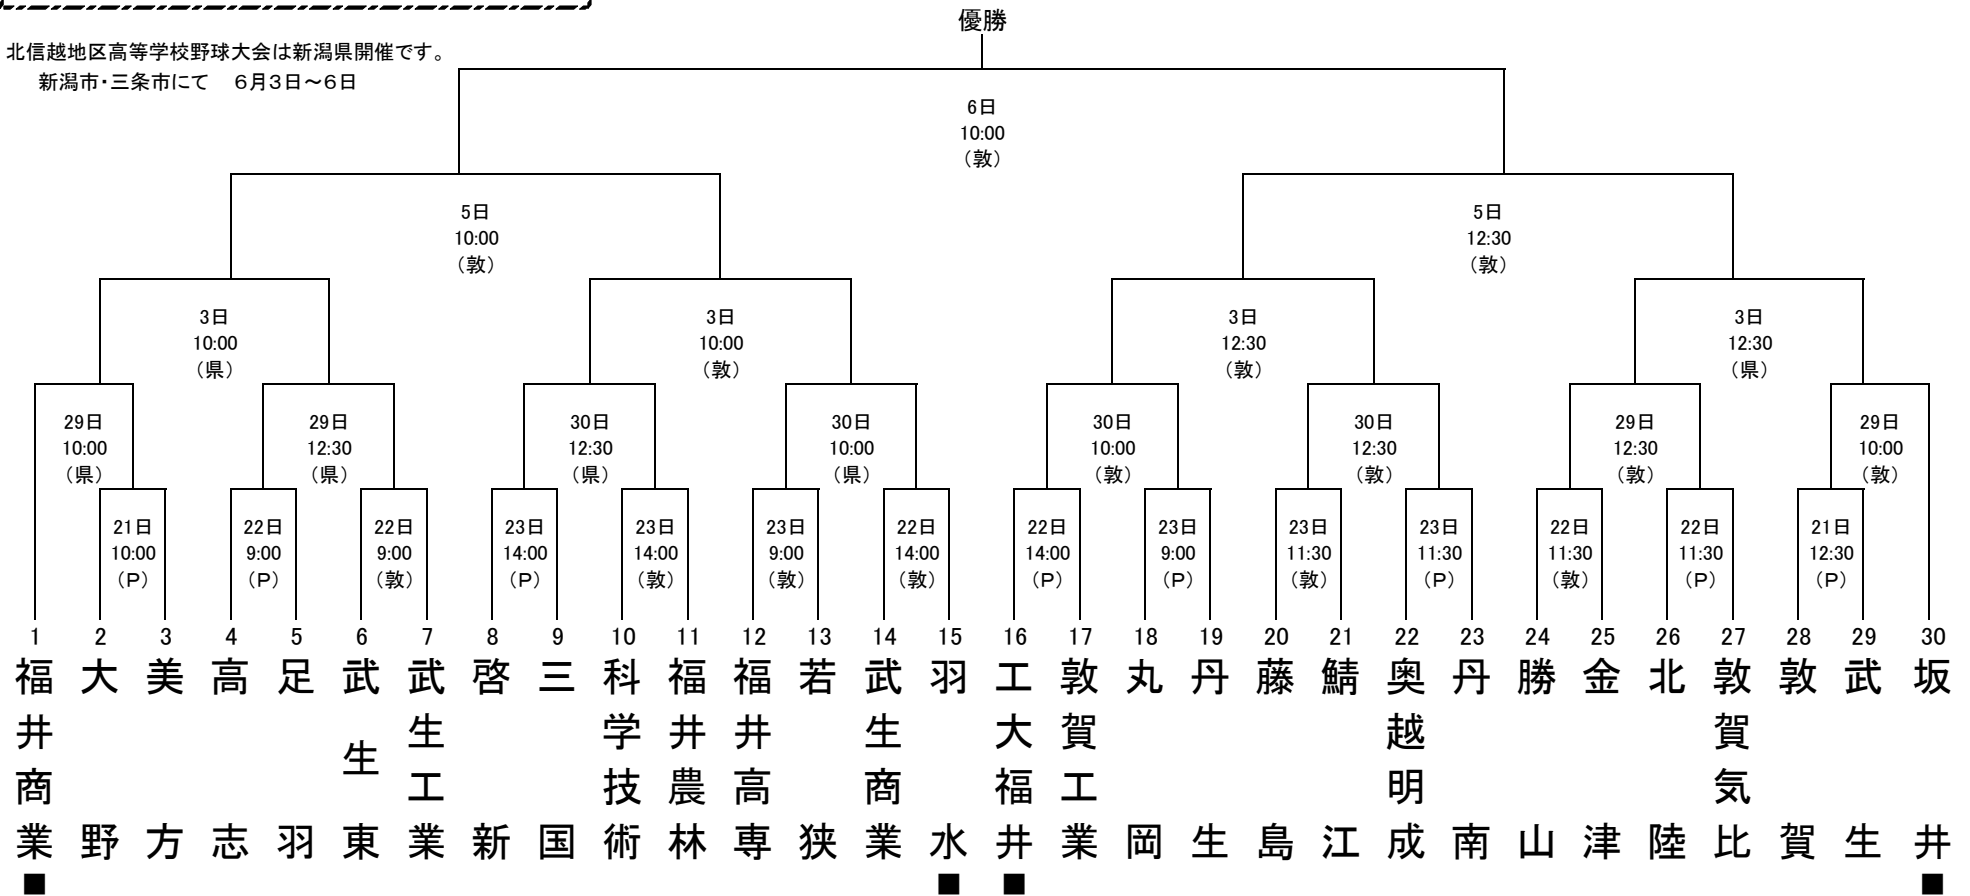 優勝
北信越地区高等学校野球大会は新潟県開催です。
新潟市・三条市にて　６月３日～６日
6日
10:00
（敦）
5日
10:00
（敦）
5日
12:30
（敦）
3日
10:00
（県）
3日
10:00
（敦）
3日
12:30
（敦）
3日
12:30
（県）
29日
10:00
（県）
29日
12:30
（県）
30日
12:30
（県）
30日
10:00
（県）
30日
10:00
（敦）
30日
12:30
（敦）
29日
12:30
（敦）
29日
10:00
（敦）
21日
10:00
（P）
22日
9:00
（P）
22日
9:00
（敦）
23日
14:00
（P）
23日
14:00
（敦）
23日
9:00
（敦）
22日
14:00
（敦）
22日
14:00
（P）
23日
9:00
（P）
23日
11:30
（敦）
23日
11:30
（P）
22日
11:30
（敦）
22日
11:30
（P）
21日
12:30
（P）
1
福井商業
■
2
大野
3
美方
4
高志
5
足羽
6
武生東
7
武生工業
8
啓新
9
三国
10
科学技術
11
福井農林
12
福井高専
13
若狭
14
武生商業
15
羽水
■
16
工大福井
■
17
敦賀工業
18
丸岡
19
丹生
20
藤島
21
鯖江
22
奥越明成
23
丹南
24
勝山
25
金津
26
北陸
27
敦賀気比
28
敦賀
29
武生
30
坂井
■